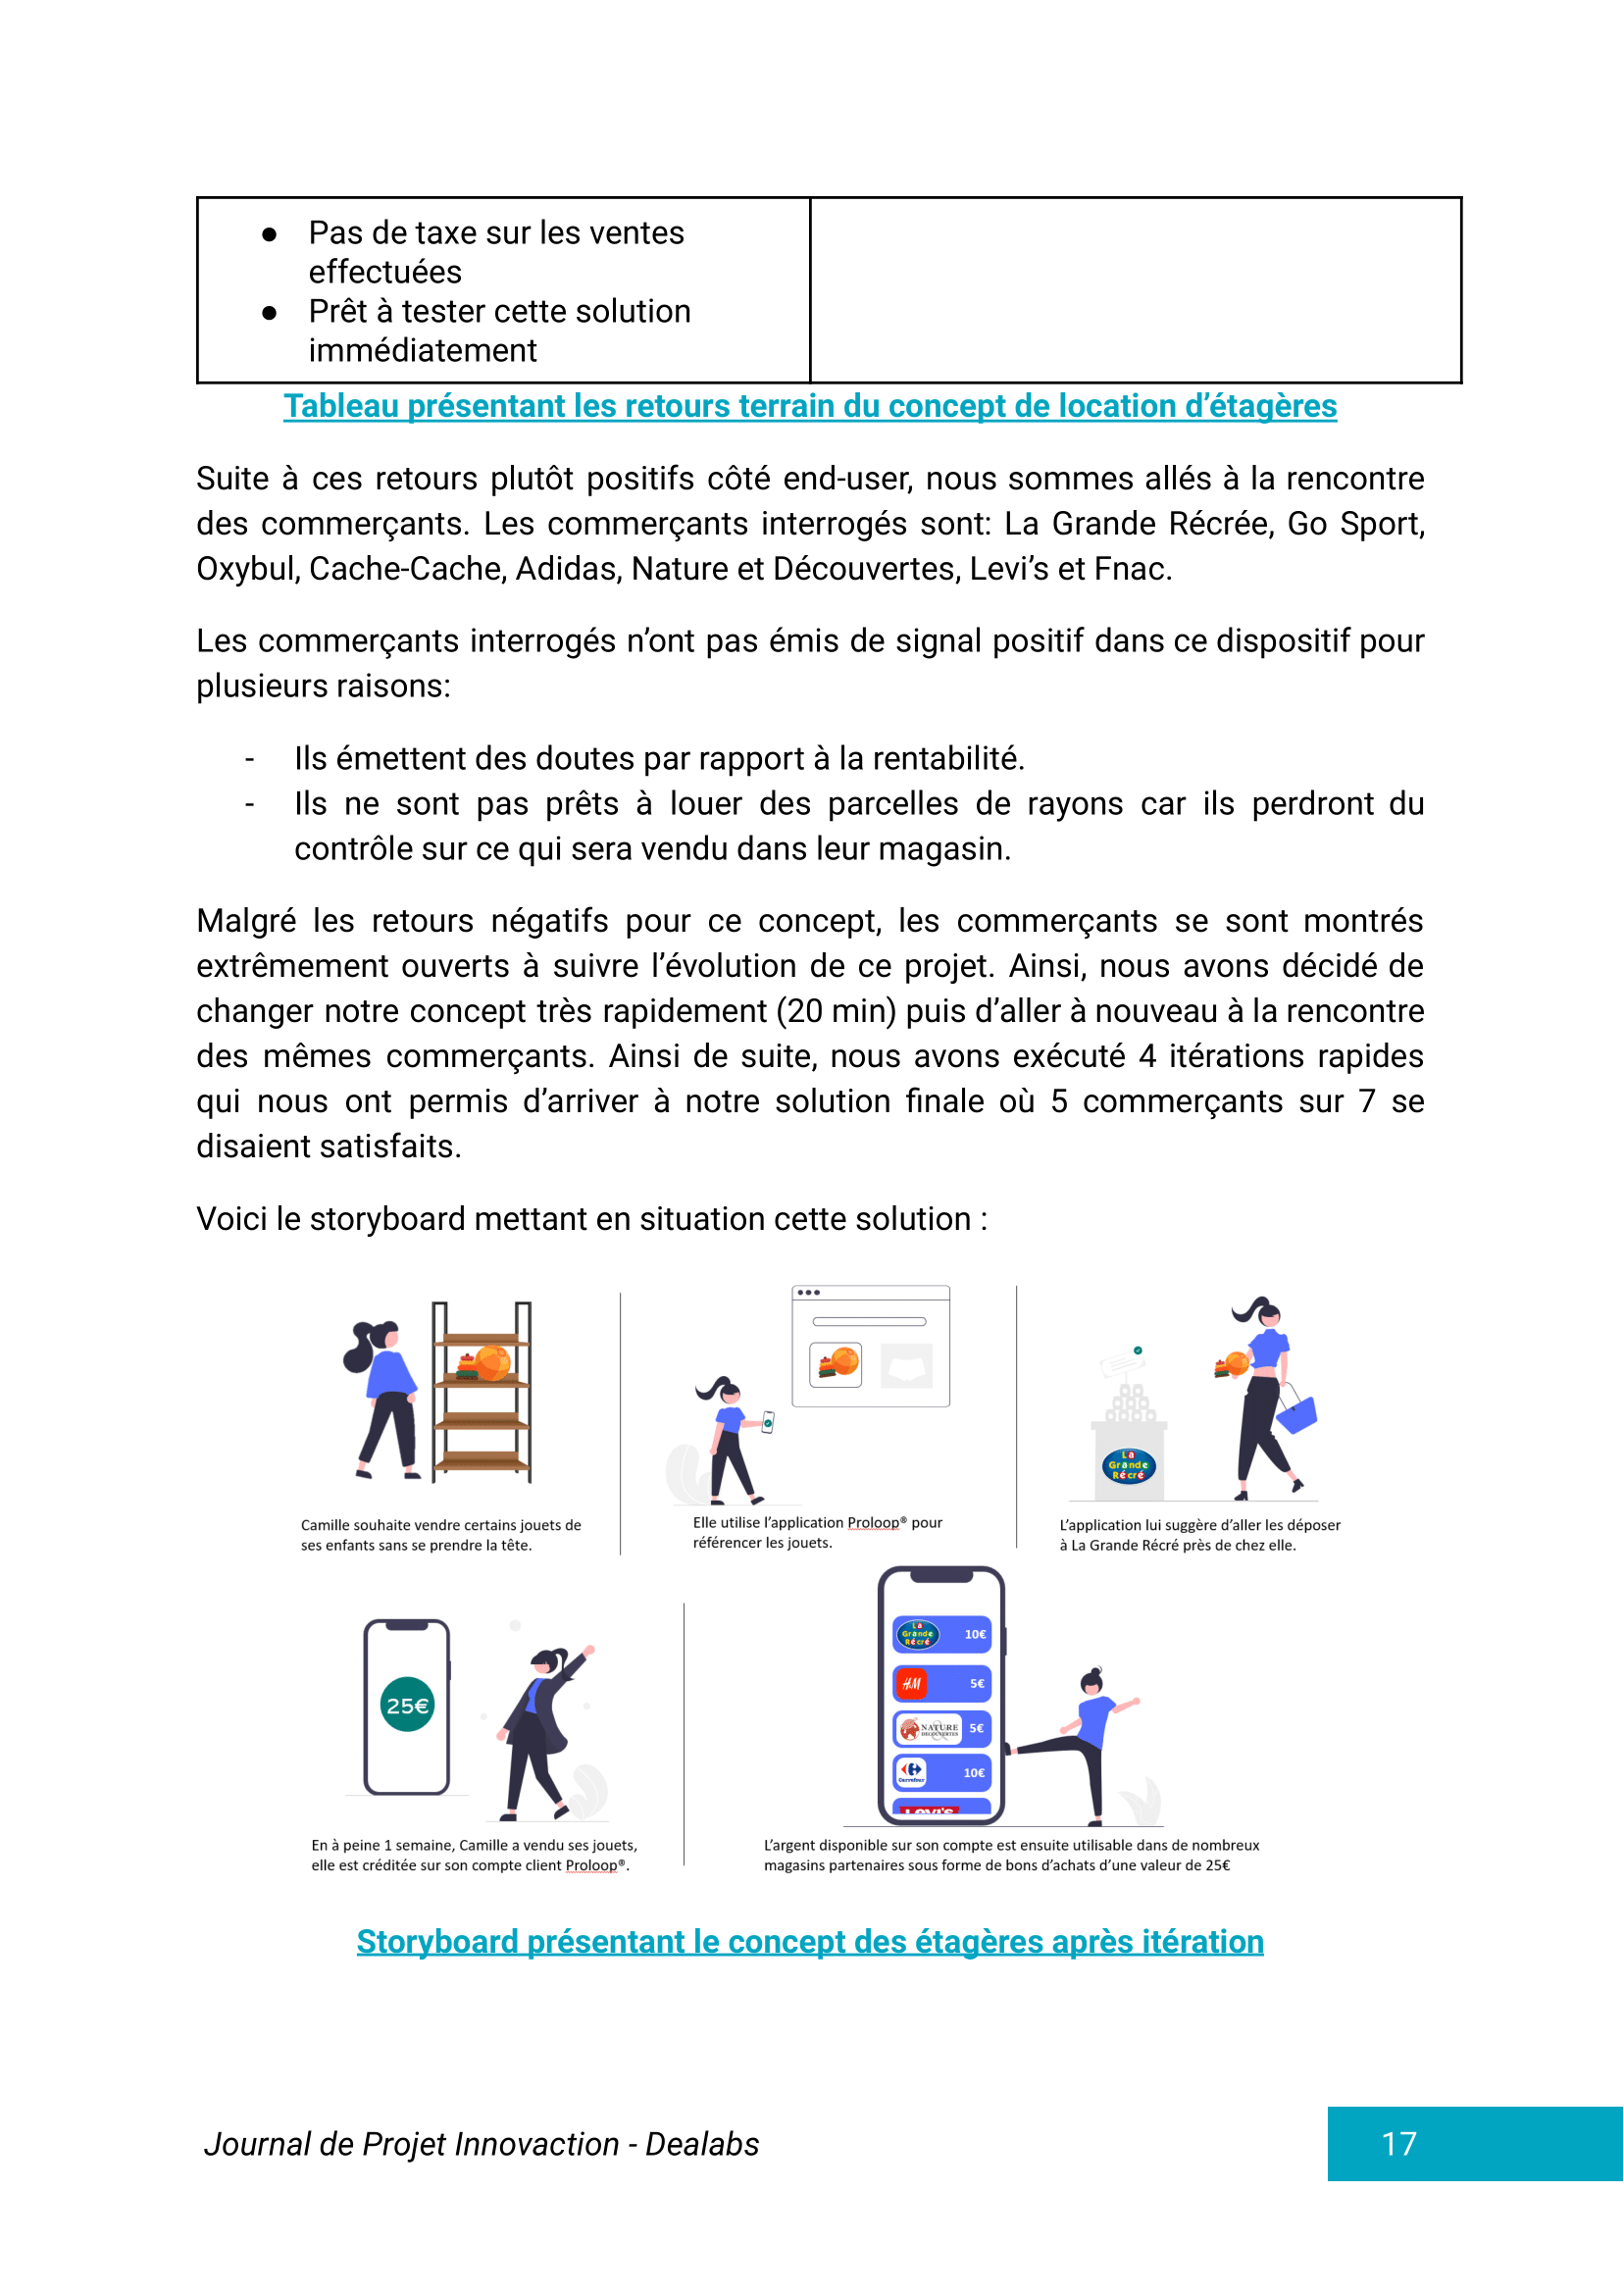 ● Pas de taxe sur les ventes
effectuées
● Prêt à tester cette solution
immédiatement
Tableau présentant les retours terrain du concept de location d’étagères
Suite à ces retours plutôt positifs côté end-user, nous sommes allés à la rencontre
des commerçants. Les commerçants interrogés sont: La Grande Récrée, Go Sport,
Oxybul, Cache-Cache, Adidas, Nature et Découvertes, Levi’s et Fnac.
Les commerçants interrogés n’ont pas émis de signal positif dans ce dispositif pour
plusieurs raisons:
- Ils émettent des doutes par rapport à la rentabilité.
- Ils ne sont pas prêts à louer des parcelles de rayons car ils perdront du
contrôle sur ce qui sera vendu dans leur magasin.
Malgré les retours négatifs pour ce concept, les commerçants se sont montrés
extrêmement ouverts à suivre l’évolution de ce projet. Ainsi, nous avons décidé de
changer notre concept très rapidement (20 min) puis d’aller à nouveau à la rencontre
des mêmes commerçants. Ainsi de suite, nous avons exécuté 4 itérations rapides
qui nous ont permis d’arriver à notre solution finale où 5 commerçants sur 7 se
disaient satisfaits.
Voici le storyboard mettant en situation cette solution :
La
Grande
Récré
Camille souhaite vendre certains jouets de
ses enfants sans se prendre la tête.
Elle utilise l’application Proloop® pour
référencer les jouets.
L’application lui suggère d’aller les déposer
à La Grande Récré près de chez elle.
25€
La
Grande
Récré
10€
H&M 5€
NATURE &
DECOUVERTES
5€
Carrefour 10€
LEVI'S
En à peine 1 semaine, Camille a vendu ses jouets,
elle est créditée sur son compte client Proloop®.
L’argent disponible sur son compte est ensuite utilisable dans de nombreux
magasins partenaires sous forme de bons d’achats d’une valeur de 25€
Storyboard présentant le concept des étagères après itération
Journal de Projet Innovaction - Dealabs
17